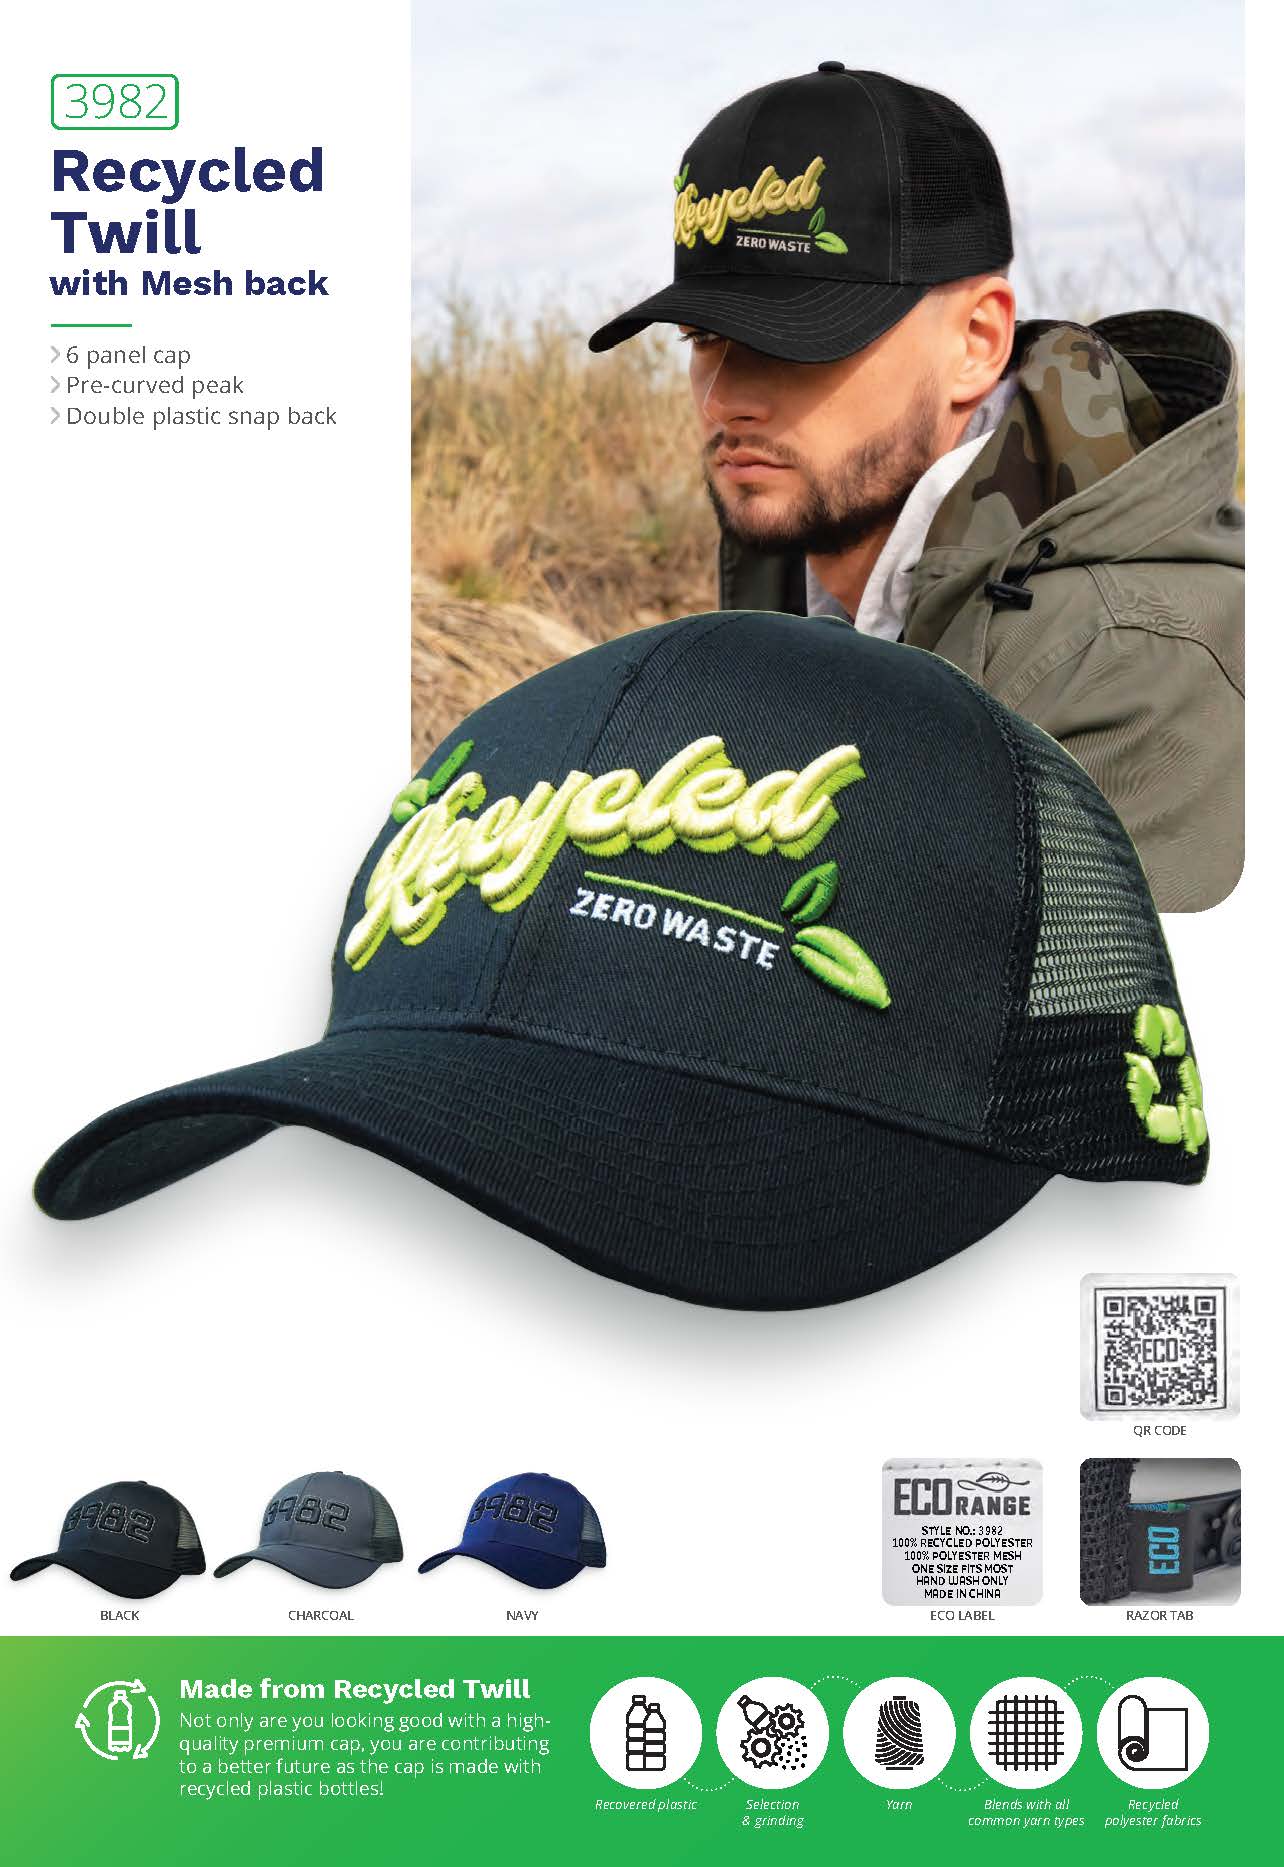 3982
Recycled
Twill
with Mesh back
6 panel cap
Pre-curved peak
Double plastic snap back
Recycled
ZERO WASTE
Recycled
ZERO WASTE
ECO
QR CODE
3982
3982
3982
BLACK
CHARCOAL
NAVY
ECO RANGE
STYLE NO.: 3982
100% RECYCLED POLYESTER
100% POLYESTER MESH
ONE SIZE FITS MOST
HAND WASH ONLY
MADE IN CHINA
ECO LABEL
ECO
RAZOR TAB
Made from Recycled Twill
Not only are you looking good with a high-
quality premium cap, you are contributing
to a better future as the cap is made with
recycled plastic bottles!
Recovered plastic
Selection
& grinding
Yarn
Blends with all
common yarn types
Recycled
polyester fabrics